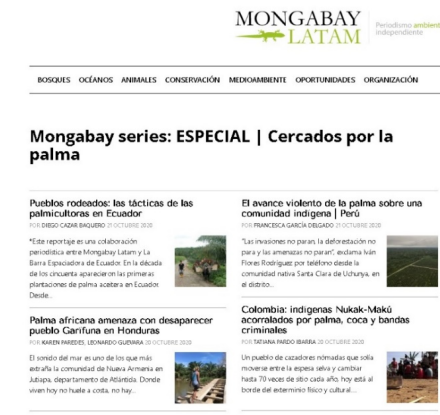 MONGABAY
LATAM
Periodismo ambient
independiente
BOSQUES OCÉANOS ANIMALES CONSERVACIÓN MEDIOAMBIENTE OPORTUNIDADES ORGANIZACIÓN
Mongabay series: ESPECIAL | Cercados por la
palma
Pueblos rodeados: las tácticas de las
palmicultoras en Ecuador
POR DIEGO CAZAR BAQUERO 21 OCTUBRE 2020
*Este reportaje es una colaboración
periodística entre Mongabay Latam y La
Barra Espaciadora de Ecuador. En la década
de los cincuenta aparecieron las primeras
plantaciones de palma aceitera en Ecuador
Desde...
El avance violento de la palma sobre una
comunidad indígena | Perú
POR FRANCESCA GARCÍA DELGADO 21 OCTUBRE 2020
"Las invasiones no paran, la deforestación no
para y las amenazas no paran", exclama Iván
Flores Rodríguez por teléfono desde la
comunidad nativa Santa Clara de Uchunya, en
el distrito...
Palma africana amenaza con desaparecer
pueblo Garífuna en Honduras
POR KAREN PAREDES, LEONARDO GUEVARA 20 OCTUBRE 2020
El sonido del mar es uno de los que más
extraña la comunidad de Nueva Armenia en
Jutiapa, departamento de Atlántida. Donde
viven hoy no huele a costa, no hay...
Colombia: indígenas Nukak-Makú
acorralados por palma, coca y bandas
criminales
POR TATIANA PARDO IBARRA 20 OCTUBRE 2020
Un pueblo de cazadores nómadas que solía
moverse entre la espesa selva y cambiar
hasta 70 veces de sitio cada año, hoy está al
borde del exterminio físico y cultural....